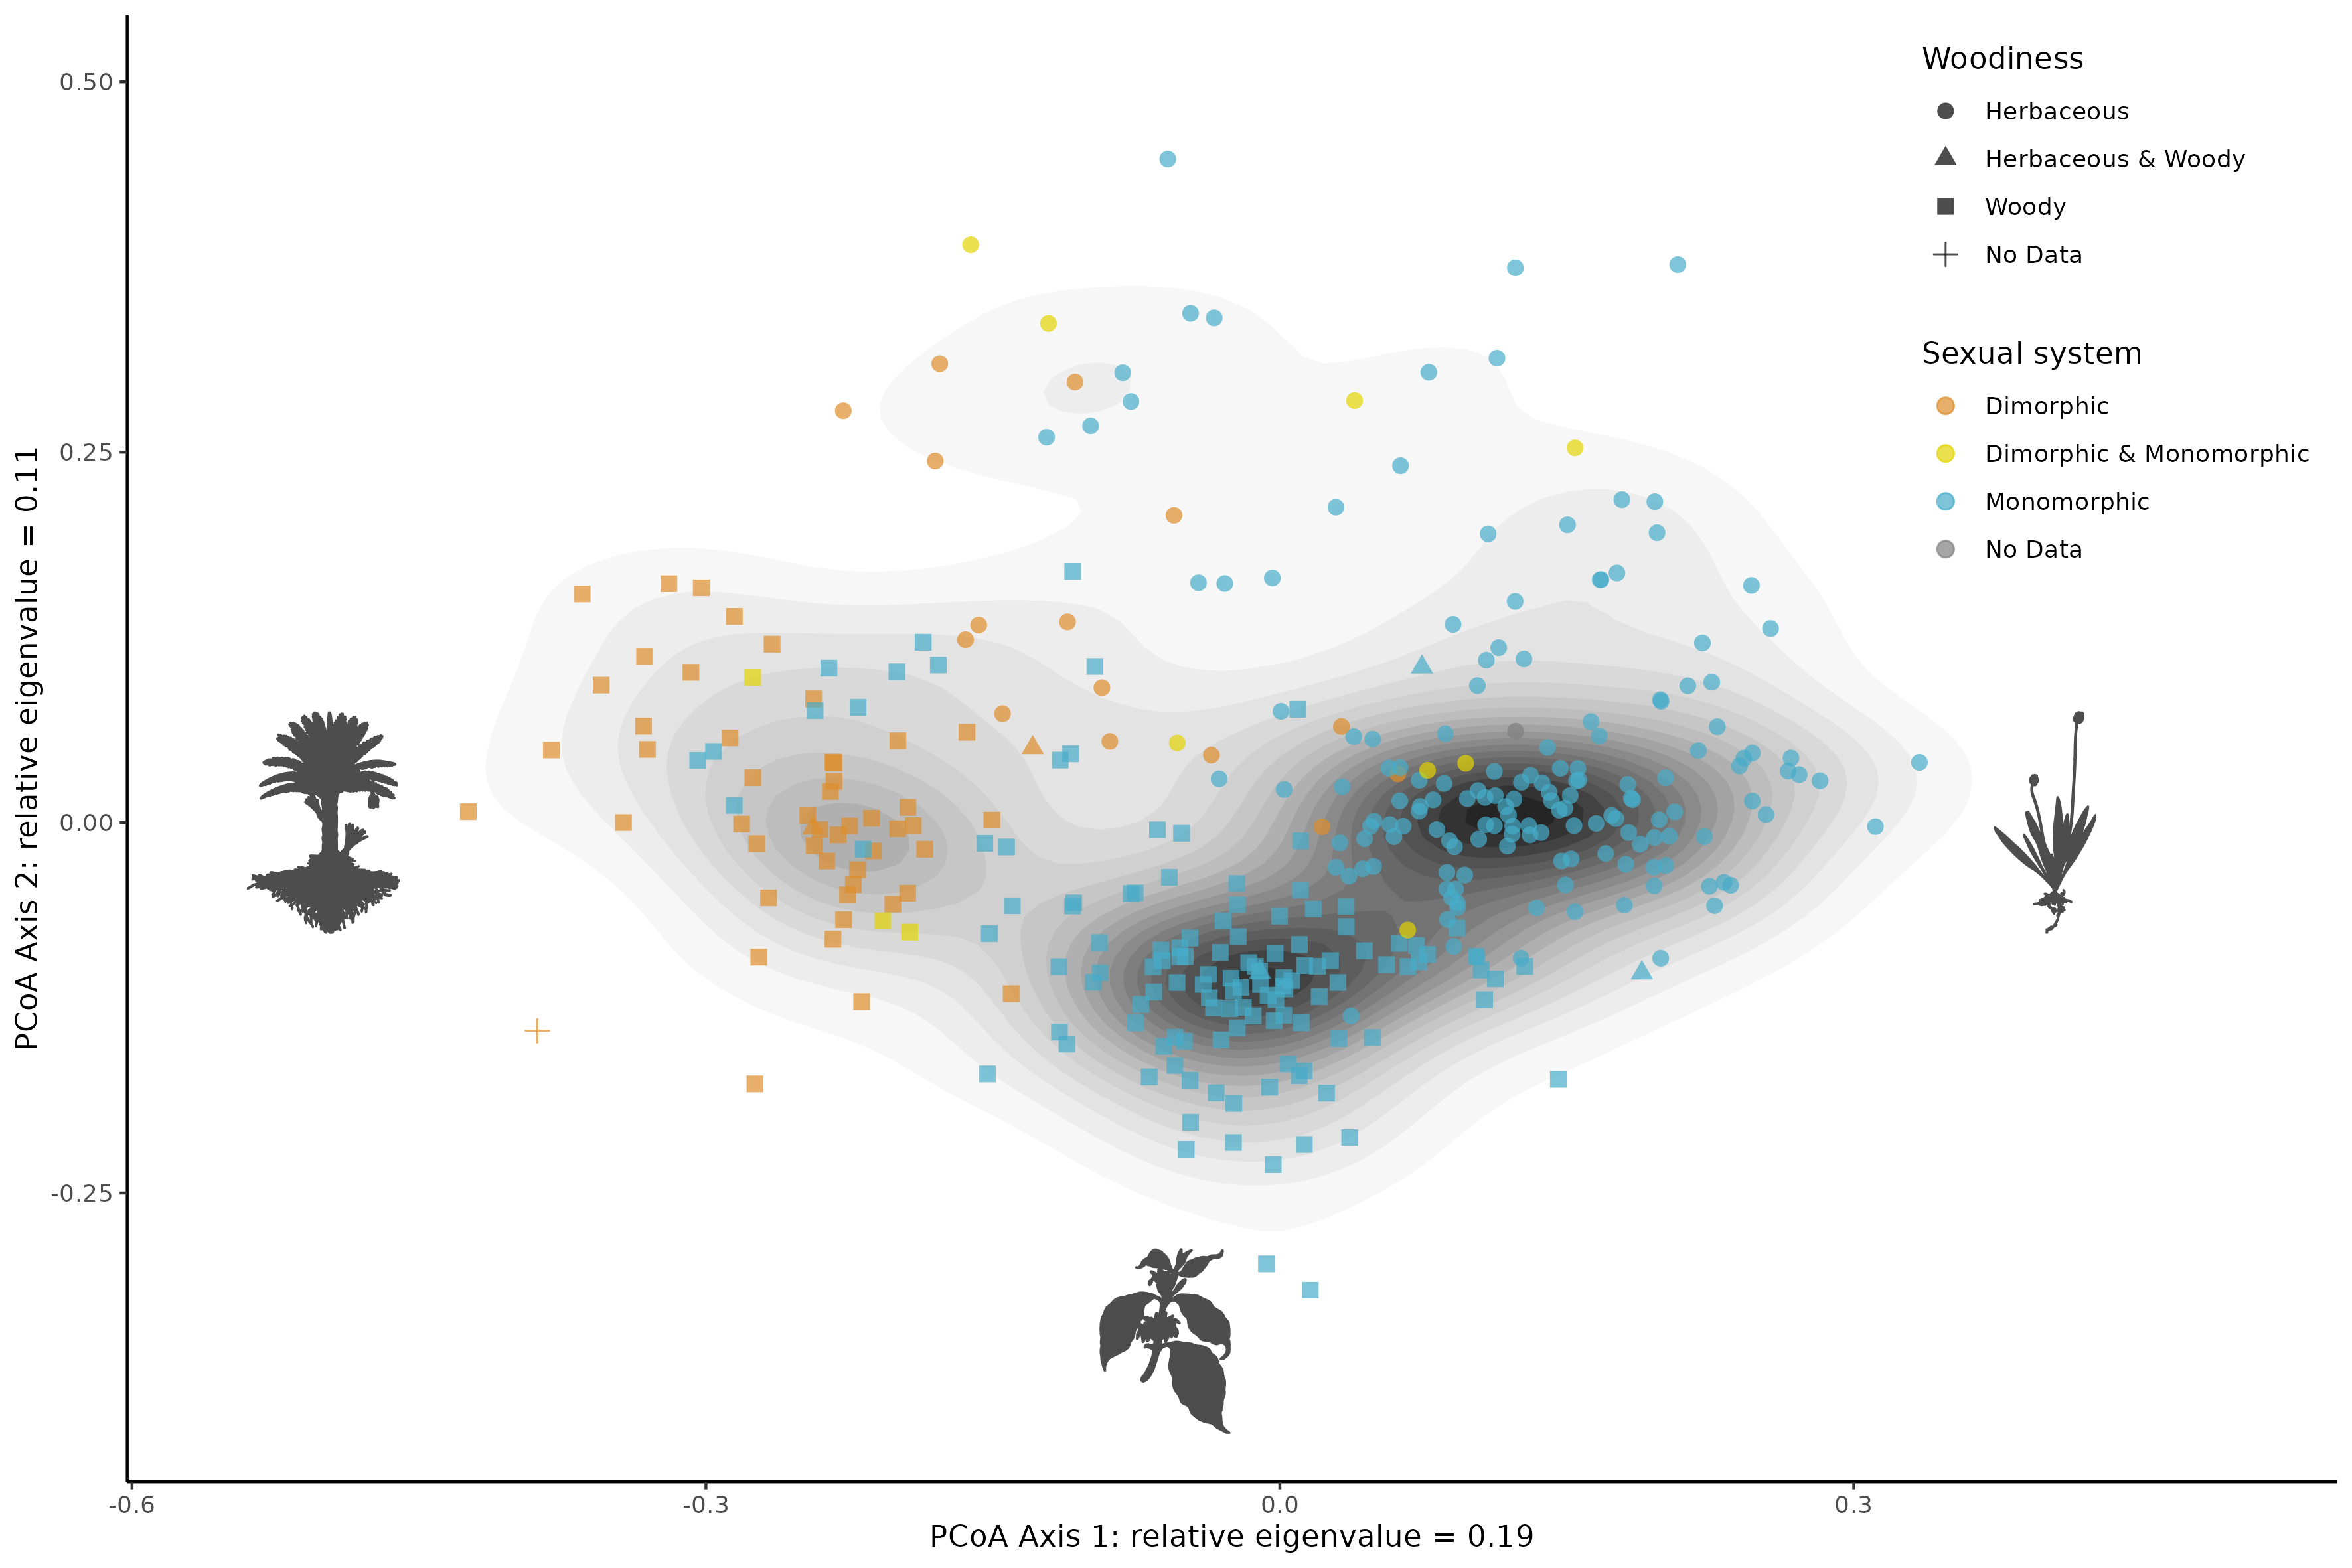 Woodiness
Herbaceous
Herbaceous & Woody
Woody
No Data
Sexual system
Dimorphic
Dimorphic & Monomorphic
Monomorphic
No Data
PCoA Axis 2: relative eigenvalue = 0.11
0.50
0.25
0.00
-0.25
-0.6
-0.3
0.0
0.3
PCoA Axis 1: relative eigenvalue = 0.19